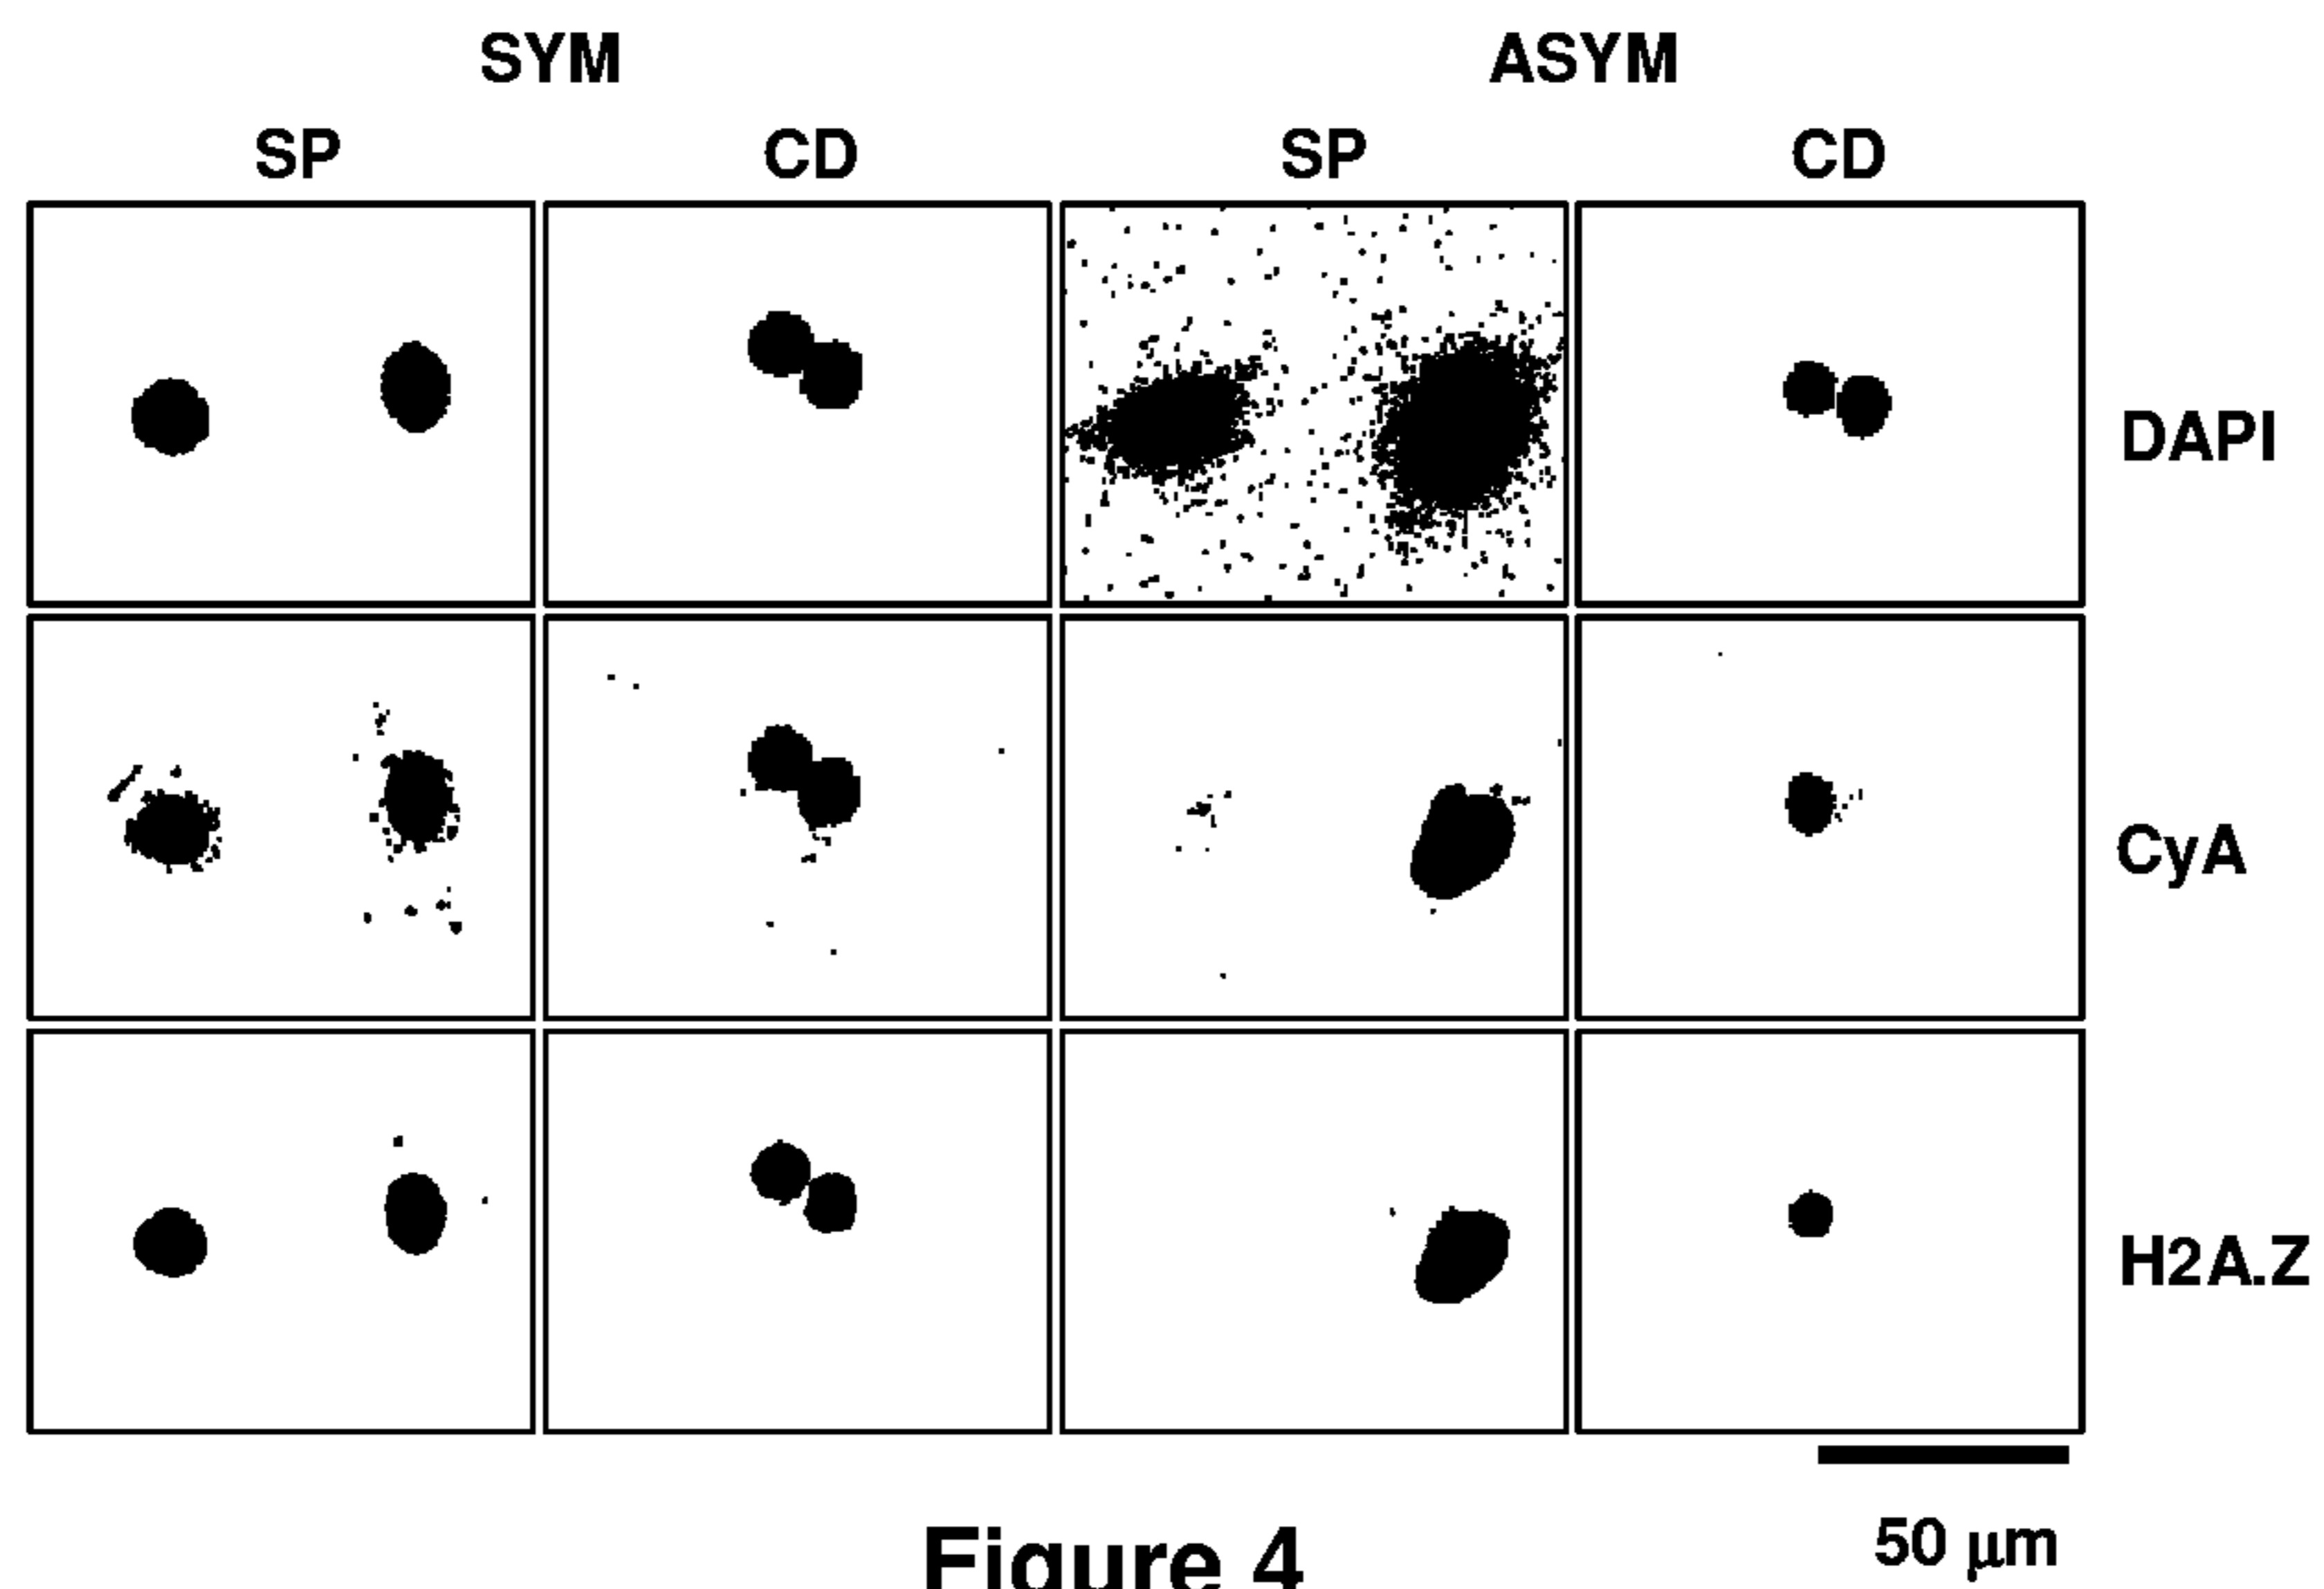 SYM ASYM
SP CD SP CD
DAPI
CyA
H2A.Z
50 μm
Figure 4